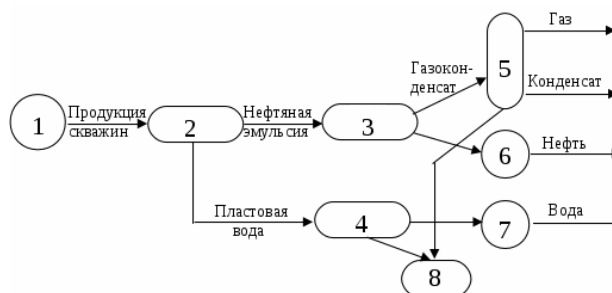 Газ
5
Газокон-
денсат
Конденсат
Продукция
скважин
Нефтяная
эмульсия
1
2
3
6
Нефть
Пластовая
вода
4
7
Вода
8